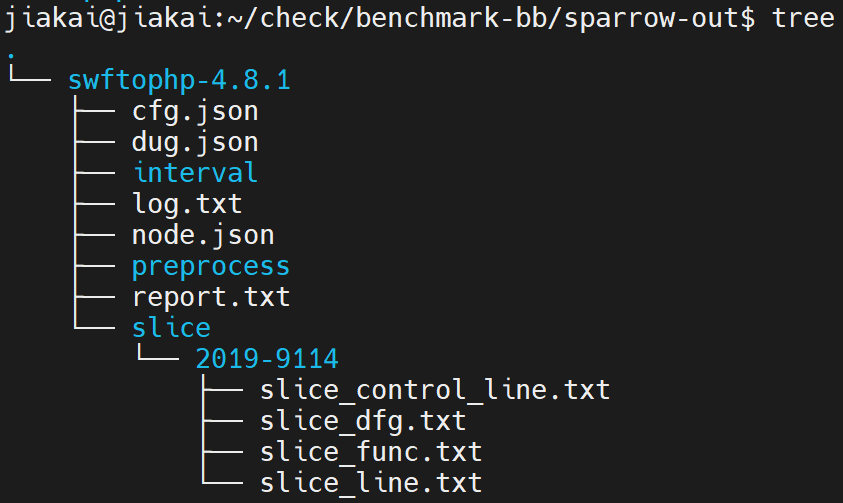 jiakai@jiakai:~/check/benchmark-bb/sparrow-out$ tree
.
└── swftophp-4.8.1
    ├── cfg.json
    ├── dug.json
    ├── interval
    ├── log.txt
    ├── node.json
    ├── preprocess
    ├── report.txt
    └── slice
        └── 2019-9114
            ├── slice_control_line.txt
            ├── slice_dfg.txt
            ├── slice_func.txt
            └── slice_line.txt